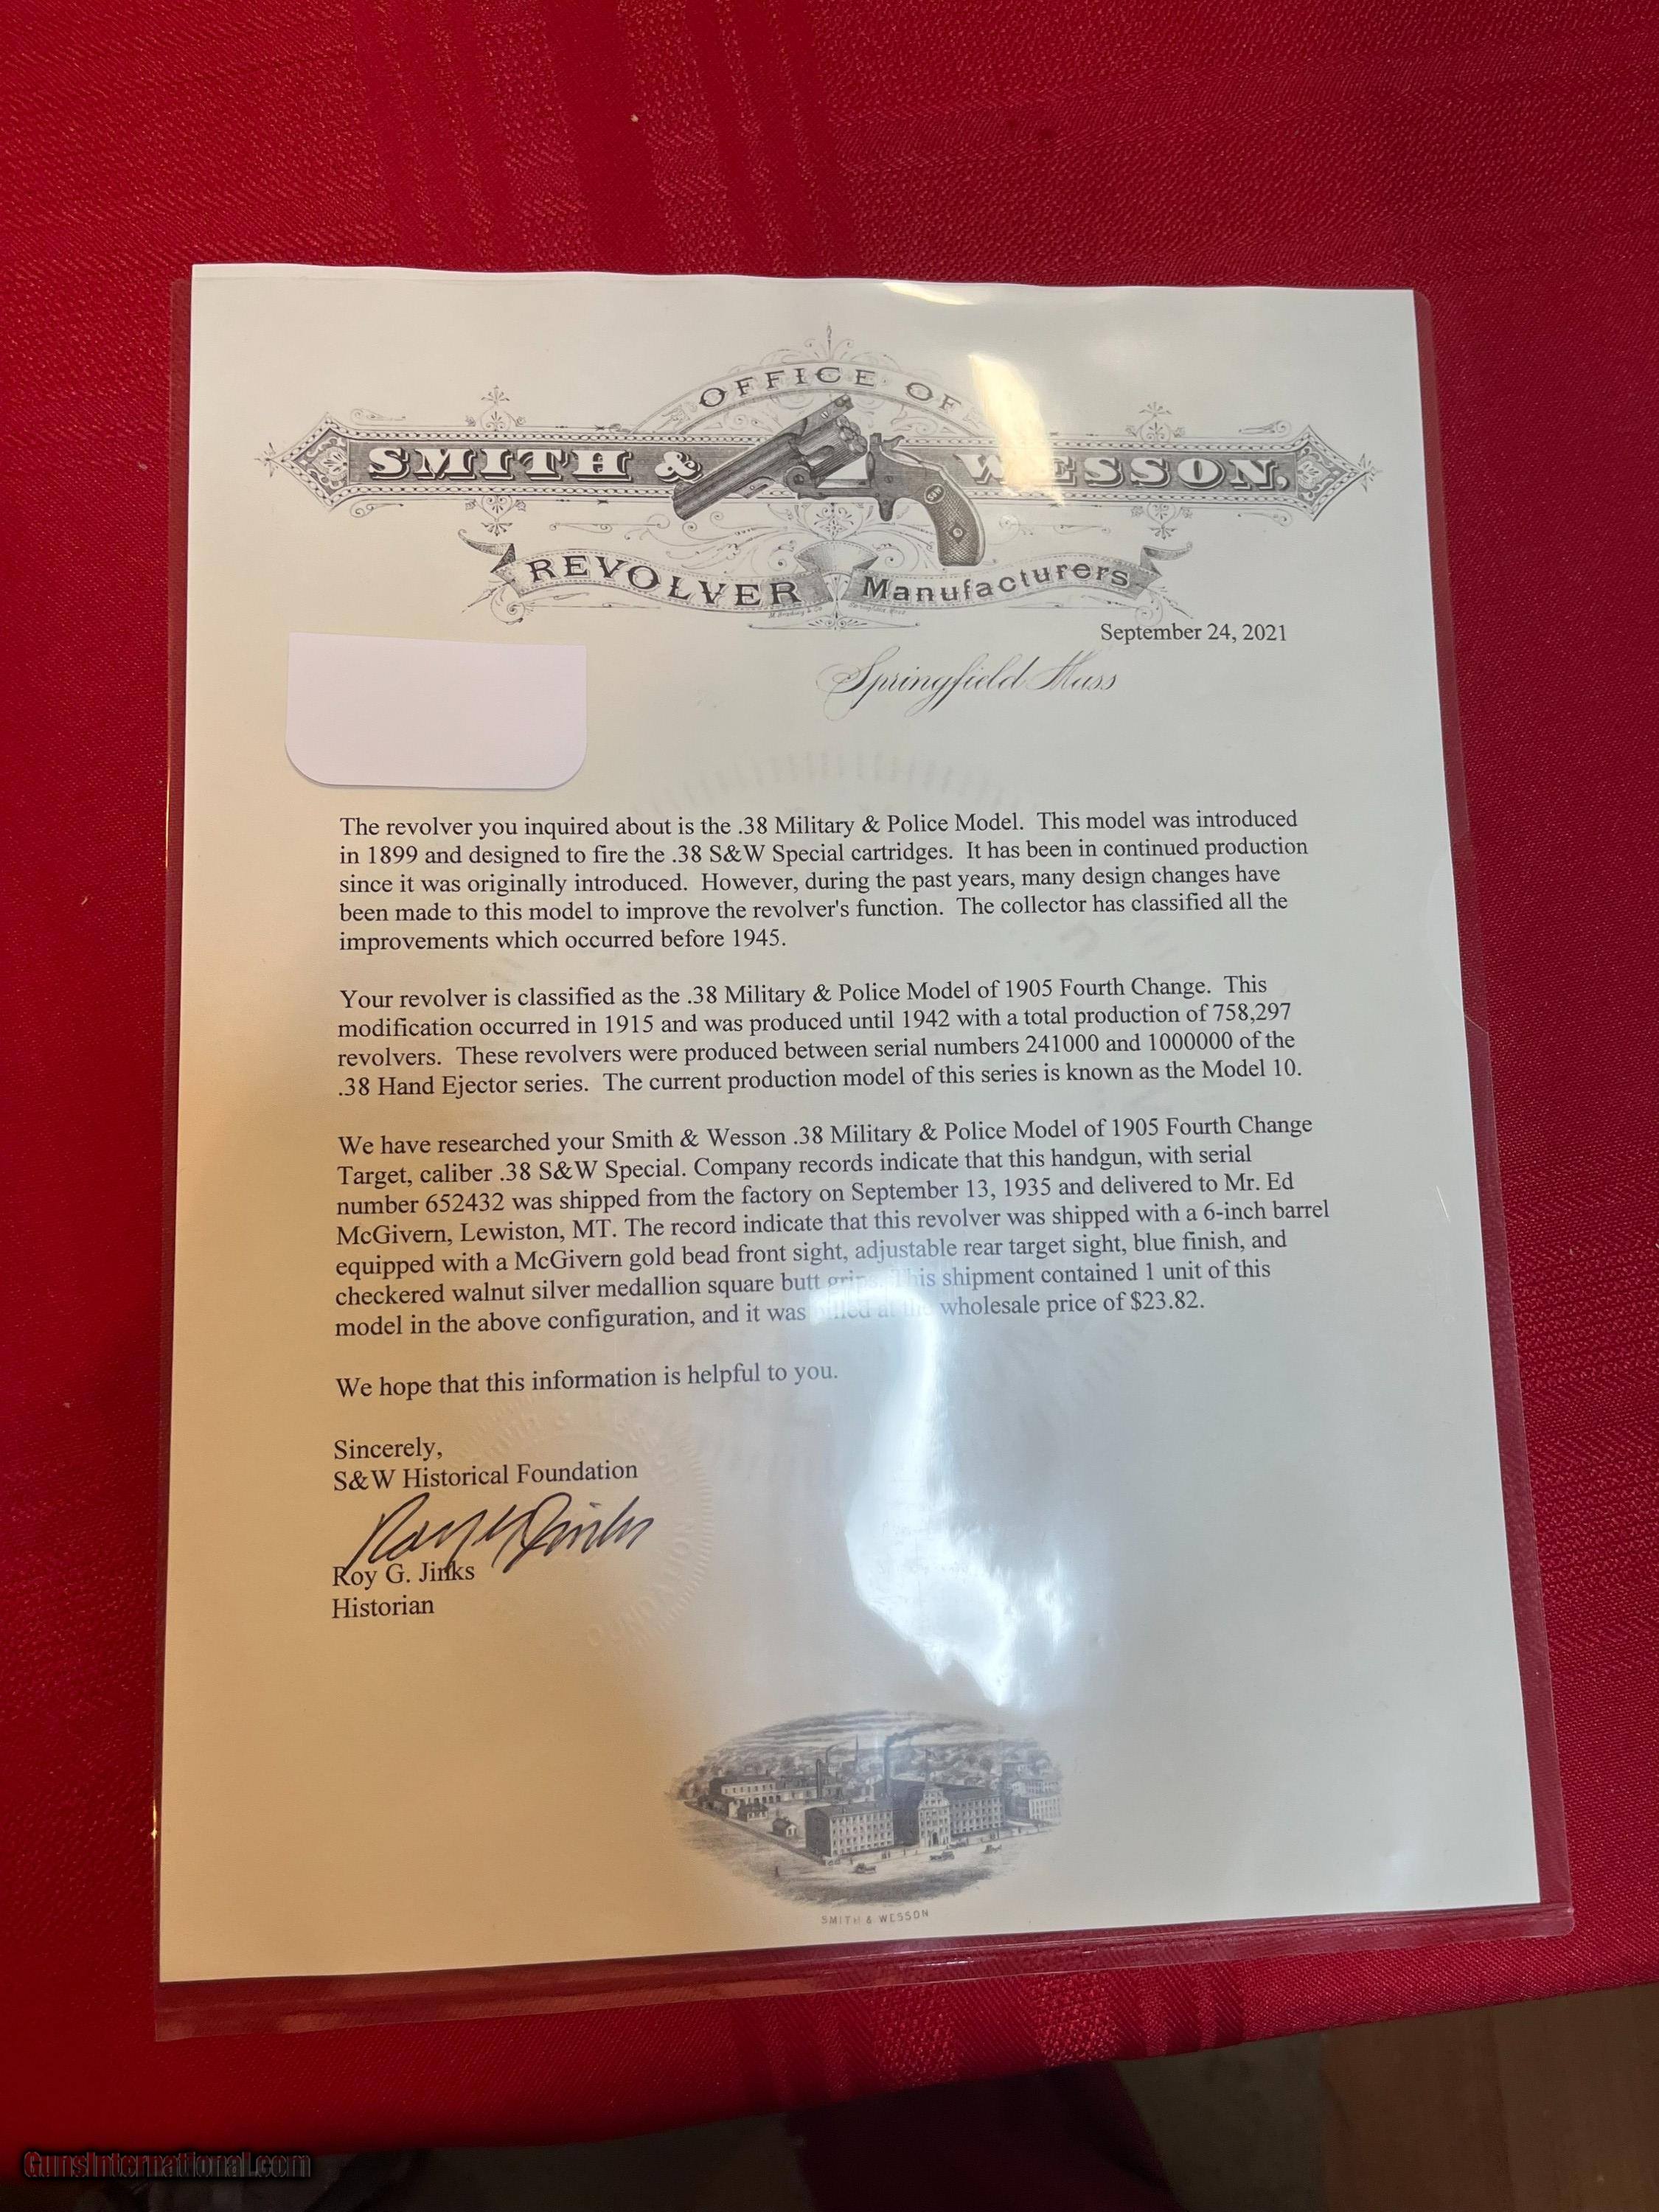 OFFICE OF
SMITH & WESSON.
REVOLVER Manufacturers
September 24, 2021
Springfield Mass
The revolver you inquired about is the .38 Military & Police Model. This model was introduced
in 1899 and designed to fire the .38 S&W Special cartridges. It has been in continued production
since it was originally introduced. However, during the past years, many design changes have
been made to this model to improve the revolver's function. The collector has classified all the
improvements which occurred before 1945.
Your revolver is classified as the .38 Military & Police Model of 1905 Fourth Change. This
modification occurred in 1915 and was produced until 1942 with a total production of 758,297
revolvers. These revolvers were produced between serial numbers 241000 and 1000000 of the
.38 Hand Ejector series. The current production model of this series is known as the Model 10.
We have researched your Smith & Wesson .38 Military & Police Model of 1905 Fourth Change
Target, caliber .38 S&W Special. Company records indicate that this handgun, with serial
number 652432 was shipped from the factory on September 13, 1935 and delivered to Mr. Ed
McGivern, Lewiston, MT. The record indicate that this revolver was shipped with a 6-inch barrel
equipped with a McGivern gold bead front sight, adjustable rear target sight, blue finish, and
checkered walnut silver medallion square butt grips. This shipment contained 1 unit of this
model in the above configuration, and it was billed at the wholesale price of $23.82.
We hope that this information is helpful to you.
Sincerely,
S&W Historical Foundation
Roy G. Jinks
Roy G. Jinks
Historian
SMITH & WESSON
GunsInternational.com